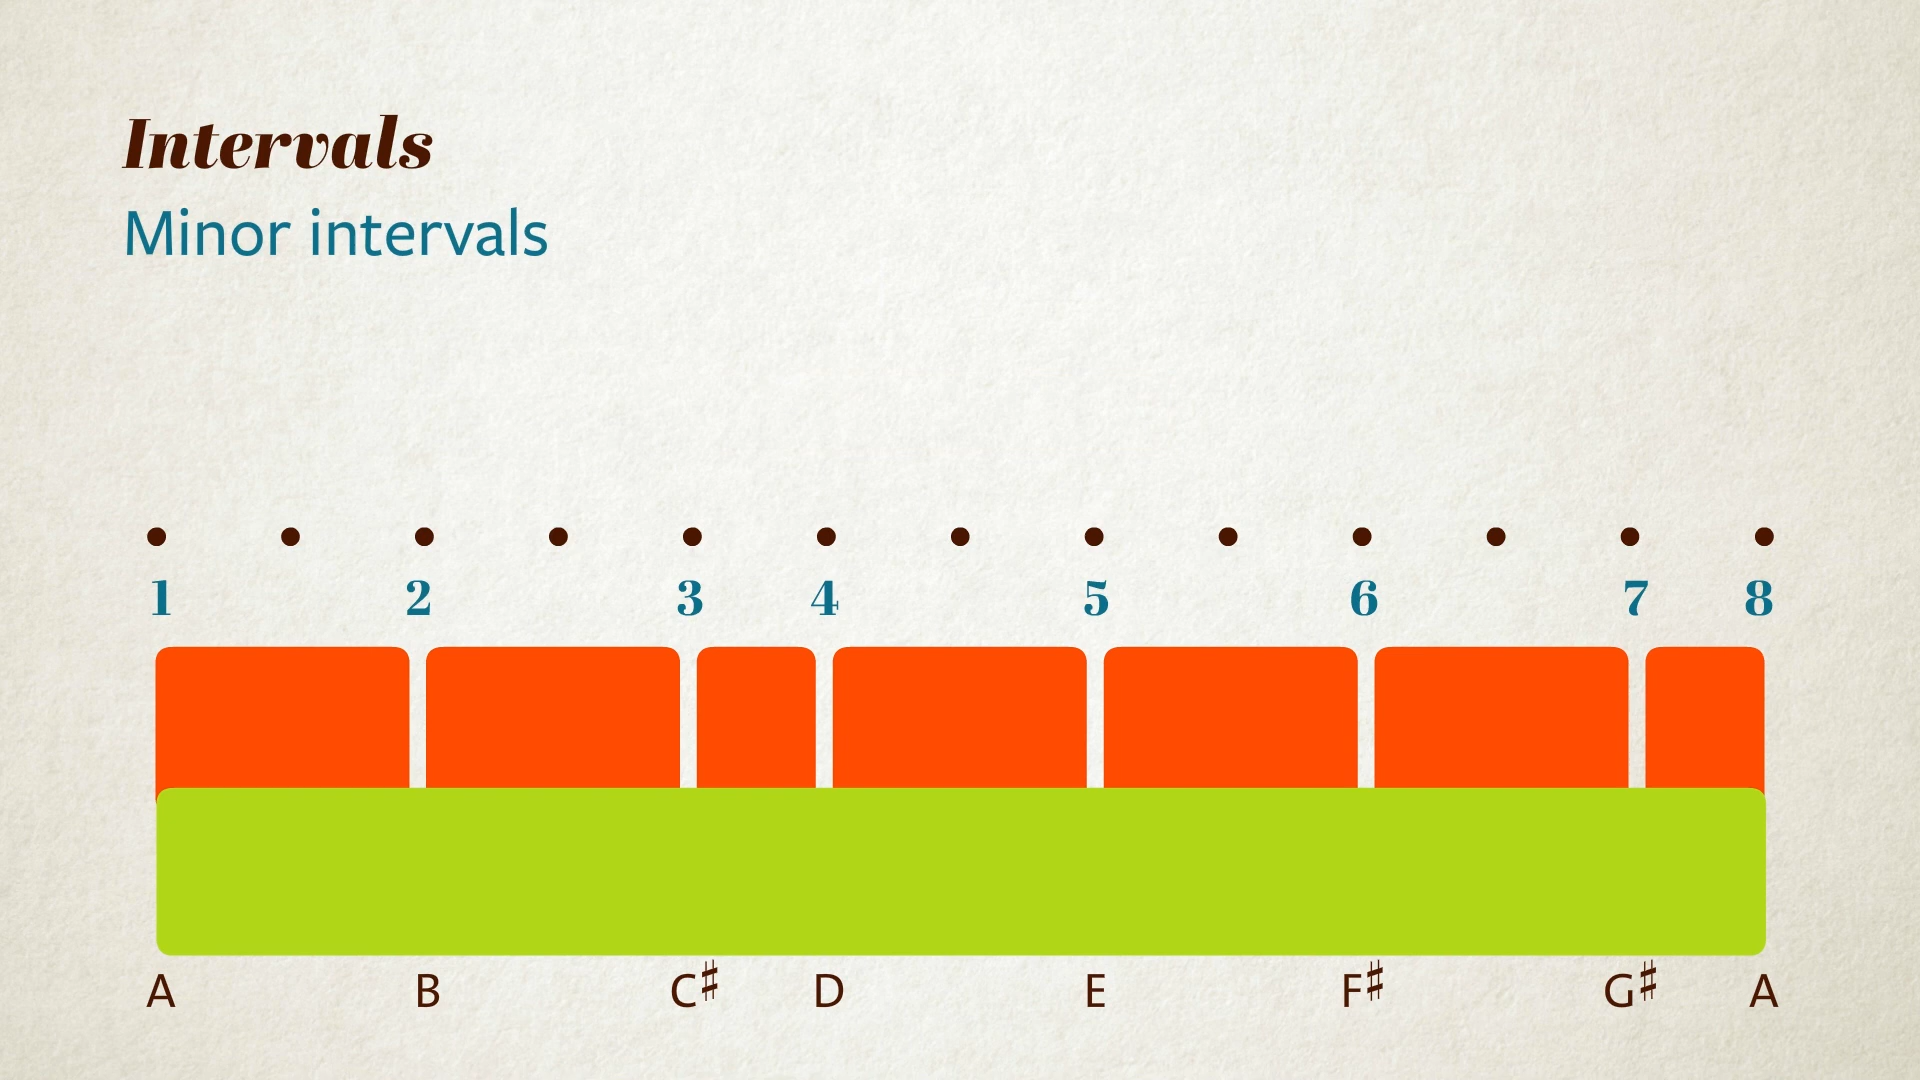 Intervals
Minor intervals
1 2 3 4 5 6 7 8
A B C♯ D E F♯ G♯ A